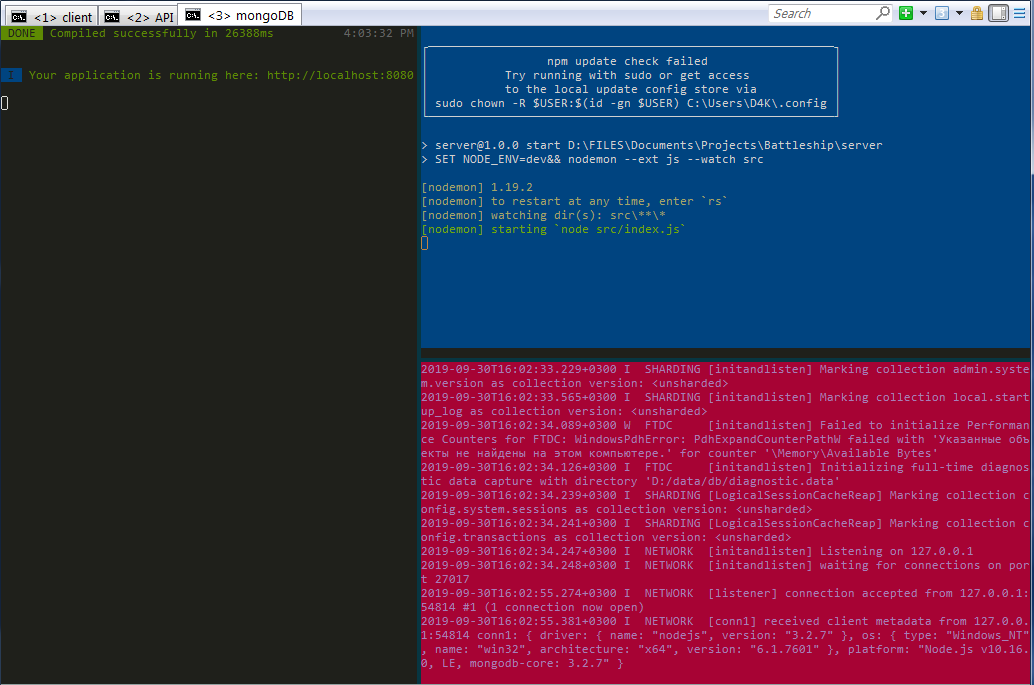 <1> client
<2> API
<3> mongoDB
Search
DONE Compiled successfully in 26388ms 4:03:32 PM
I Your application is running here: http://localhost:8080
npm update check failed
Try running with sudo or get access
to the local update config store via
sudo chown -R $USER:$(id -gn $USER) C:\Users\D4K\.config
> server@1.0.0 start D:\FILES\Documents\Projects\Battleship\server
> SET NODE_ENV=dev&& nodemon --ext js --watch src
[nodemon] 1.19.2
[nodemon] to restart at any time, enter `rs`
[nodemon] watching dir(s): src\**\*
[nodemon] starting `node src/index.js`
2019-09-30T16:02:33.229+0300 I  SHARDING [initandlisten] Marking collection admin.syste
m.version as collection version: <unsharded>
2019-09-30T16:02:33.565+0300 I  SHARDING [initandlisten] Marking collection local.start
up_log as collection version: <unsharded>
2019-09-30T16:02:34.089+0300 W  FTDC     [initandlisten] Failed to initialize Performan
ce Counters for FTDC: WindowsPdhError: PdhExpandCounterPathW failed with 'Указанные объ
екты не найдены на этом компьютере.' for counter '\Memory\Available Bytes'
2019-09-30T16:02:34.126+0300 I  FTDC     [initandlisten] Initializing full-time diagnos
tic data capture with directory 'D:/data/db/diagnostic.data'
2019-09-30T16:02:34.239+0300 I  SHARDING [LogicalSessionCacheReap] Marking collection c
onfig.system.sessions as collection version: <unsharded>
2019-09-30T16:02:34.241+0300 I  SHARDING [LogicalSessionCacheReap] Marking collection c
onfig.transactions as collection version: <unsharded>
2019-09-30T16:02:34.247+0300 I  NETWORK  [initandlisten] Listening on 127.0.0.1
2019-09-30T16:02:34.248+0300 I  NETWORK  [initandlisten] waiting for connections on por
t 27017
2019-09-30T16:02:55.274+0300 I  NETWORK  [listener] connection accepted from 127.0.0.1:
54814 #1 (1 connection now open)
2019-09-30T16:02:55.381+0300 I  NETWORK  [conn1] received client metadata from 127.0.0.
1:54814 conn1: { driver: { name: "nodejs", version: "3.2.7" }, os: { type: "Windows_NT"
, name: "win32", architecture: "x64", version: "6.1.7601" }, platform: "Node.js v10.16.
0, LE, mongodb-core: 3.2.7" }